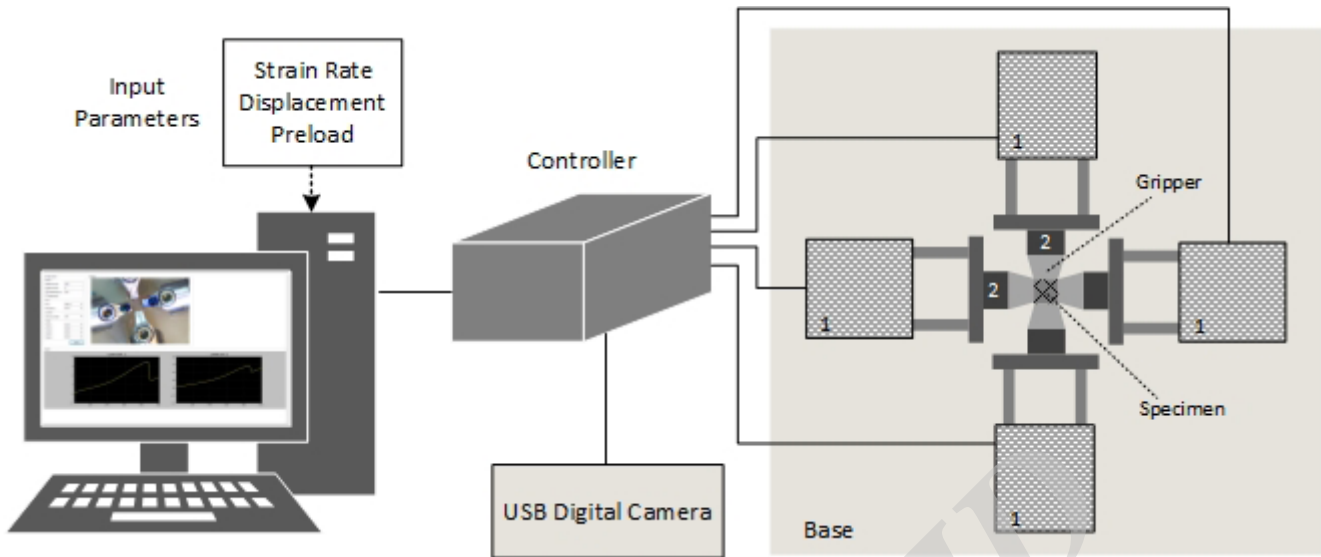 Input
Parameters
Strain Rate
Displacement
Preload
Controller
USB Digital Camera
Base
1
1
1
1
2
2
Gripper
Specimen